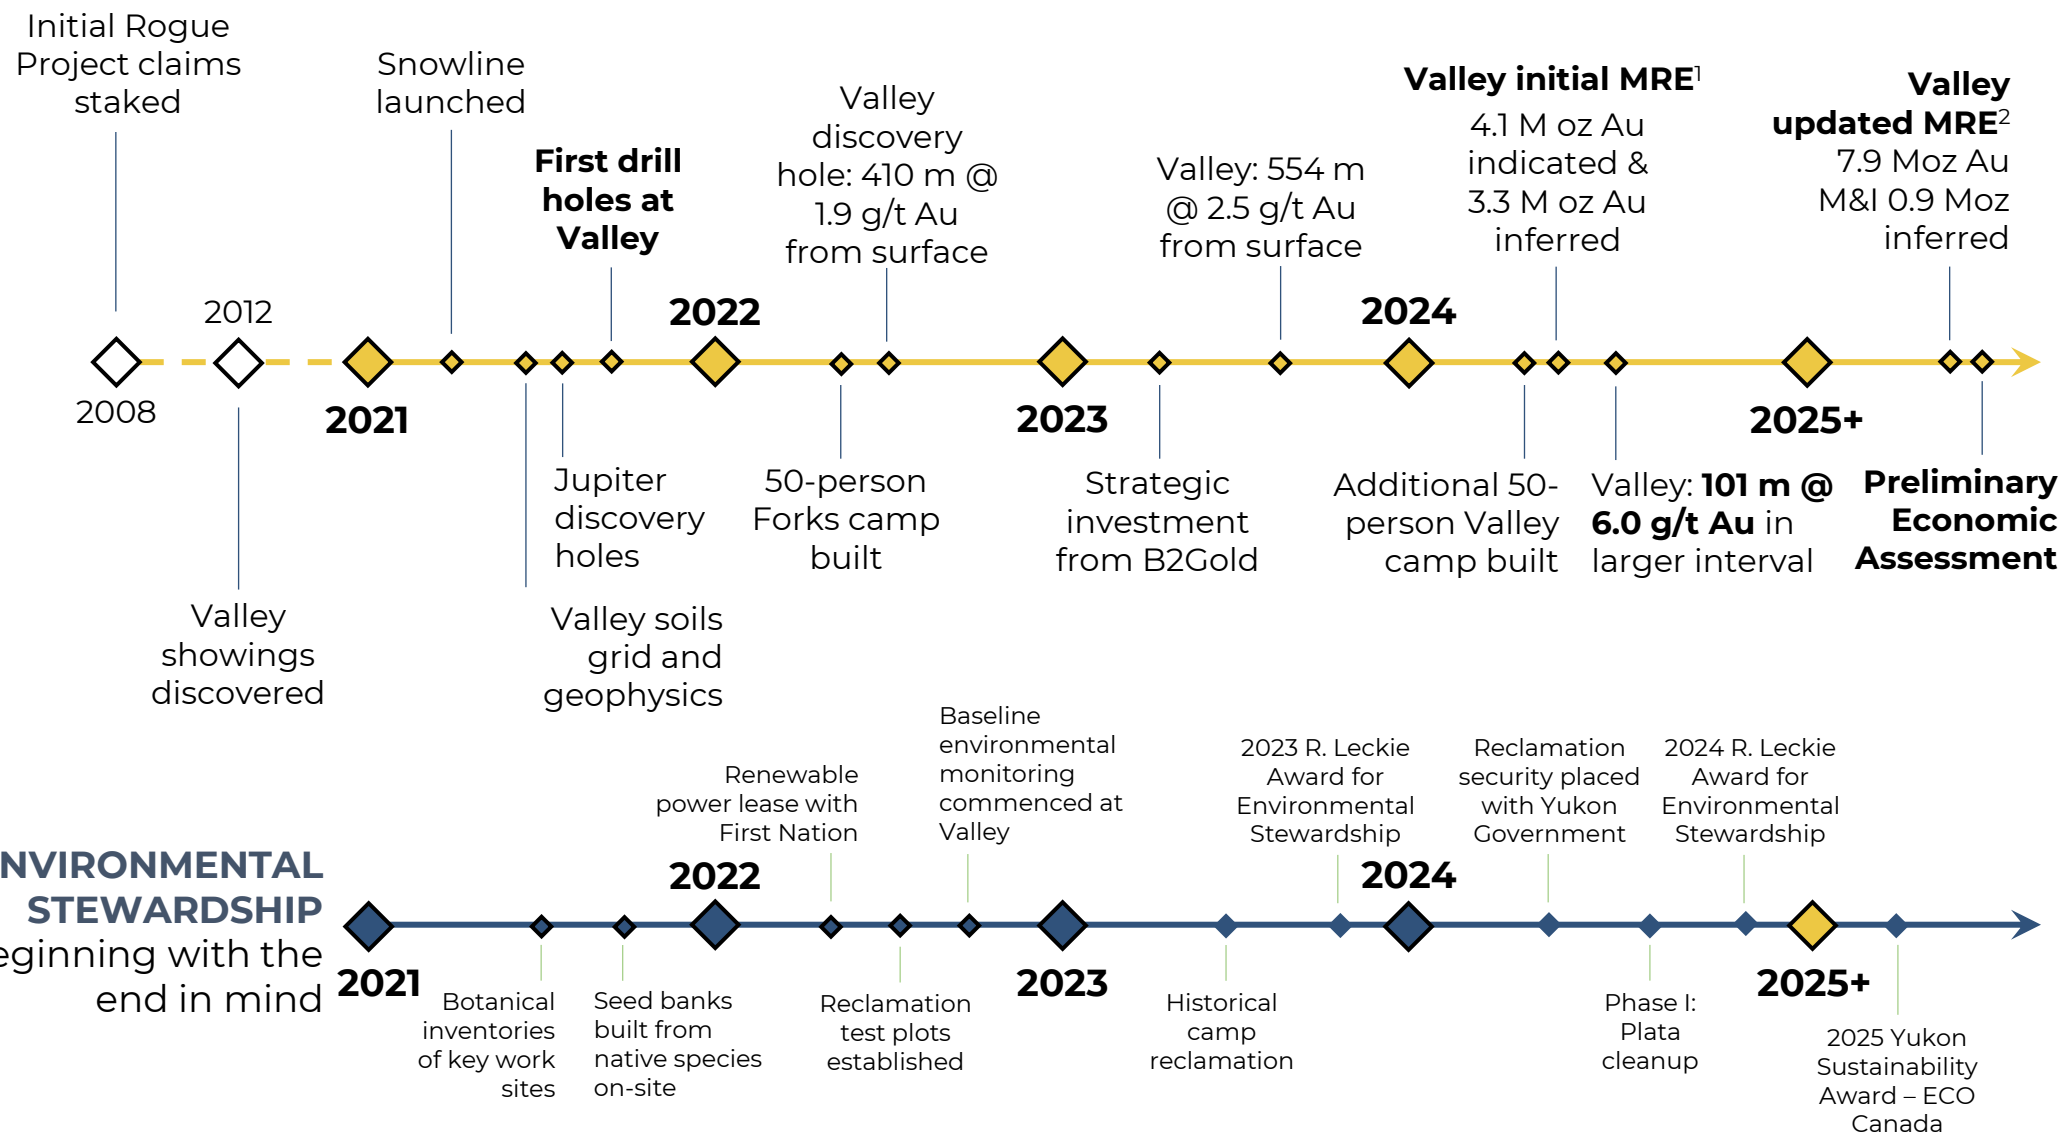 Initial Rogue
Project claims
staked
Snowline
launched
First drill
holes at
Valley
Valley
discovery
hole: 410 m @
1.9 g/t Au
from surface
Valley: 554 m
@ 2.5 g/t Au
from surface
Valley initial MRE1
4.1 M oz Au
indicated &
3.3 M oz Au
inferred
Valley
updated MRE2
7.9 Moz Au
M&I 0.9 Moz
inferred
2008
2012
2021
2022
2023
2024
2025+
Valley
showings
discovered
Valley soils
grid and
geophysics
Jupiter
discovery
holes
50-person
Forks camp
built
Strategic
investment
from B2Gold
Additional 50-
person Valley
camp built
Valley: 101 m @
6.0 g/t Au in
larger interval
Preliminary
Economic
Assessment
NVIRONMENTAL
STEWARDSHIP
eginning with the
end in mind
Renewable
power lease with
First Nation
Baseline
environmental
monitoring
commenced at
Valley
2023 R. Leckie
Award for
Environmental
Stewardship
Reclamation
security placed
with Yukon
Government
2024 R. Leckie
Award for
Environmental
Stewardship
2021
2022
2023
2024
2025+
Botanical
inventories
of key work
sites
Seed banks
built from
native species
on-site
Reclamation
test plots
established
Historical
camp
reclamation
Phase I:
Plata
cleanup
2025 Yukon
Sustainability
Award – ECO
Canada